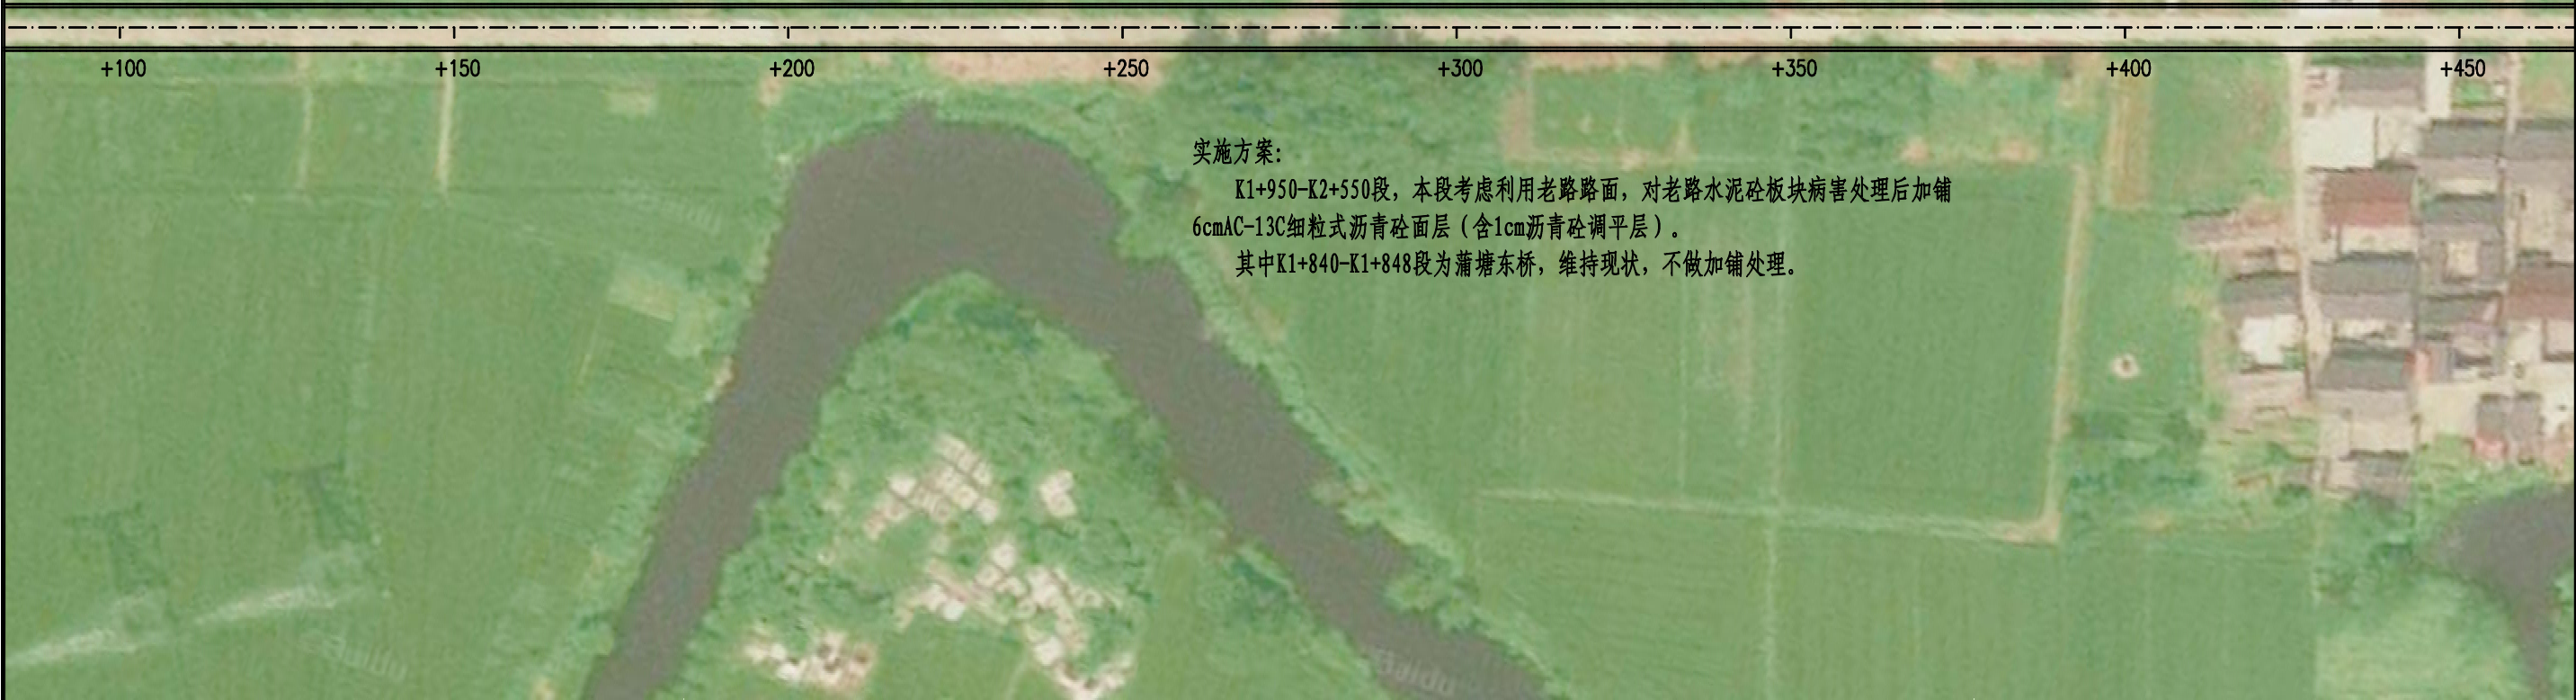 +100 +150 +200 +250 +300 +350 +400 +450
实施方案:
K1+950-K2+550段，本段考虑利用老路路面，对老路水泥砼板块病害处理后加铺
6cmAC-13C细粒式沥青砼面层（含1cm沥青砼调平层）。
其中K1+840-K1+848段为蒲塘东桥，维持现状，不做加铺处理。
Baidu
Baidu